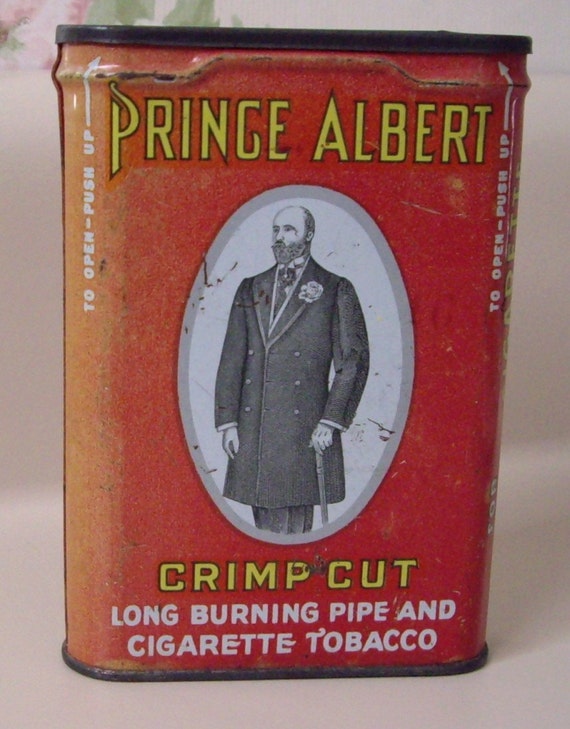 PRINCE ALBERT
TO OPEN-PUSH UP
TO OPEN-PUSH UP
CRIMP CUT
LONG BURNING PIPE AND
CIGARETTE TOBACCO